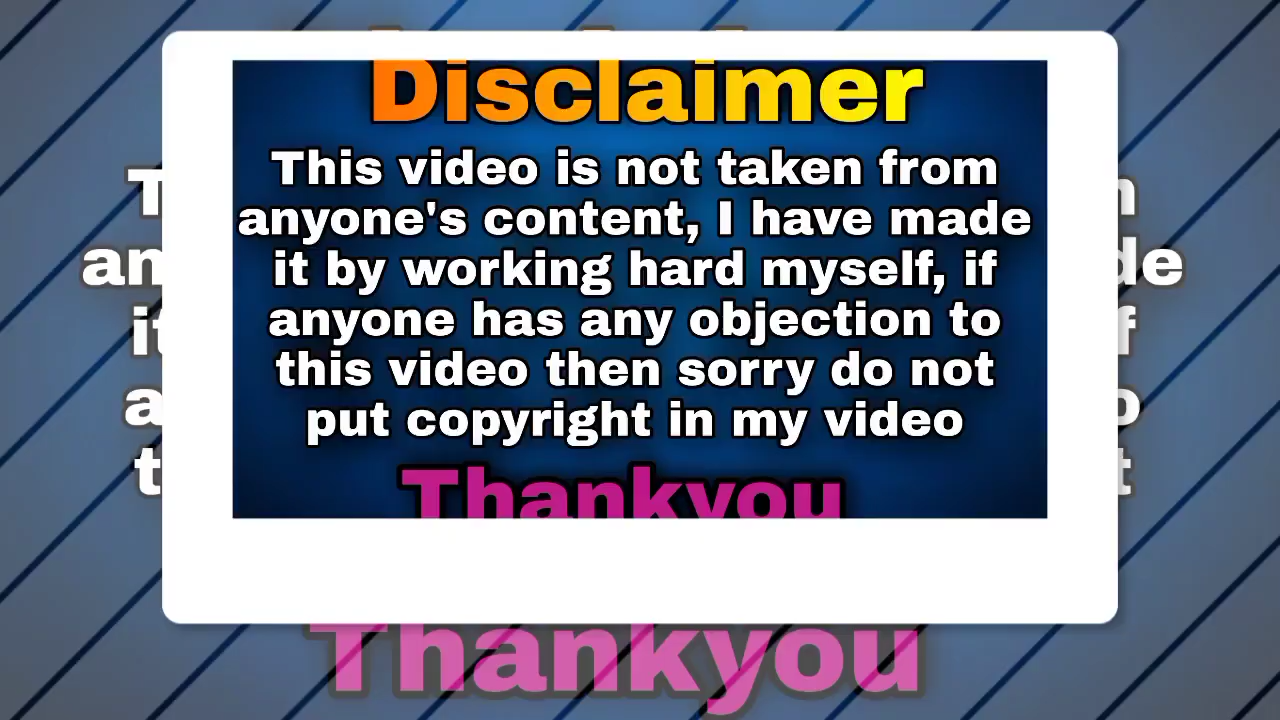 Disclaimer
This video is not taken from
anyone's content, I have made
it by working hard myself, if
anyone has any objection to
this video then sorry do not
put copyright in my video
Thankyou
Thankyou